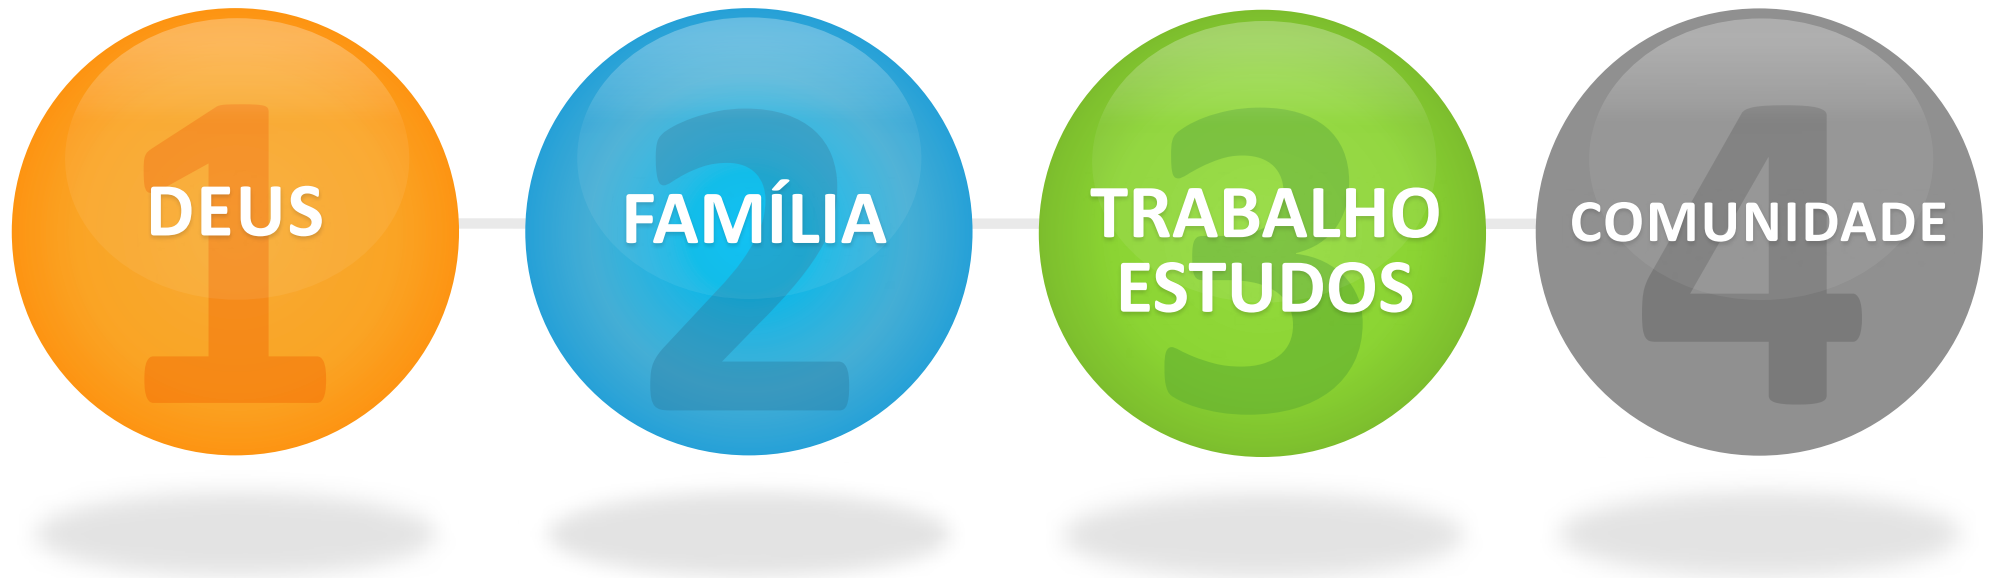 1
DEUS
2
FAMÍLIA
3
TRABALHO
ESTUDOS
4
COMUNIDADE